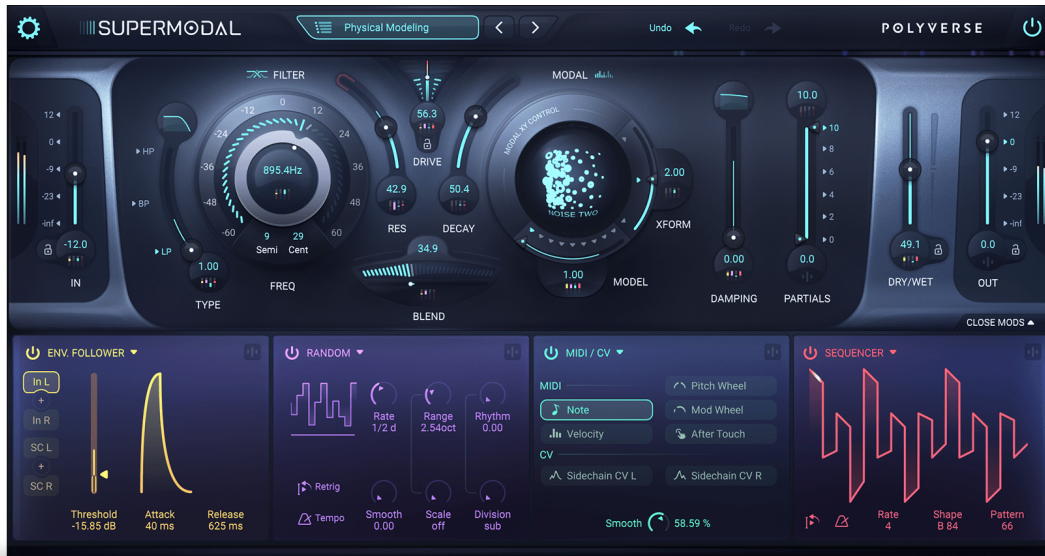 SUPERMODAL
Physical Modeling
Undo
Redo
POLYVERSE
FILTER
MODAL
12
0
-9
-23
-inf
-12.0
IN
HP
BP
LP
1.00
TYPE
-60
-48
-36
-24
-12
0
12
24
36
48
60
895.4Hz
9
Semi
29
Cent
FREQ
56.3
DRIVE
42.9
RES
50.4
DECAY
34.9
BLEND
MODAL XY CONTROL
NOISE TWO
2.00
XFORM
1.00
MODEL
0.00
DAMPING
10.0
10
8
6
4
2
0
0.0
PARTIALS
49.1
DRY/WET
12
0
-9
-23
-inf
0.0
OUT
CLOSE MODS
ENV. FOLLOWER
In L
+
In R
SC L
+
SC R
Threshold
-15.85 dB
Attack
40 ms
Release
625 ms
RANDOM
Rate
1/2 d
Range
2.54oct
Rhythm
0.00
Retrig
Tempo
Smooth
0.00
Scale
off
Division
sub
MIDI / CV
MIDI
Note
Velocity
Pitch Wheel
Mod Wheel
After Touch
CV
Sidechain CV L
Sidechain CV R
Smooth
58.59 %
SEQUENCER
Rate
4
Shape
B 84
Pattern
66